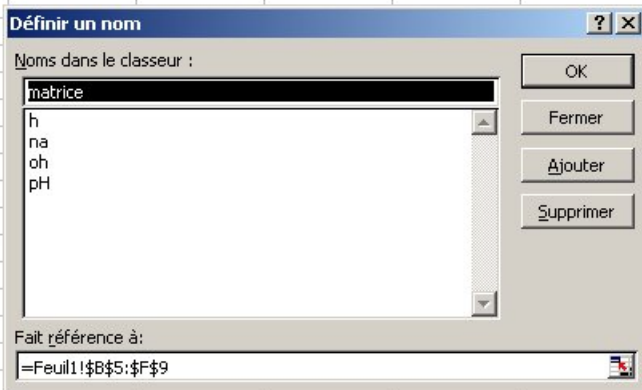 Définir un nom
Noms dans le classeur :
matrice
h
na
oh
pH
OK
Fermer
Ajouter
Supprimer
Fait référence à:
=Feuil1!$B$5:$F$9